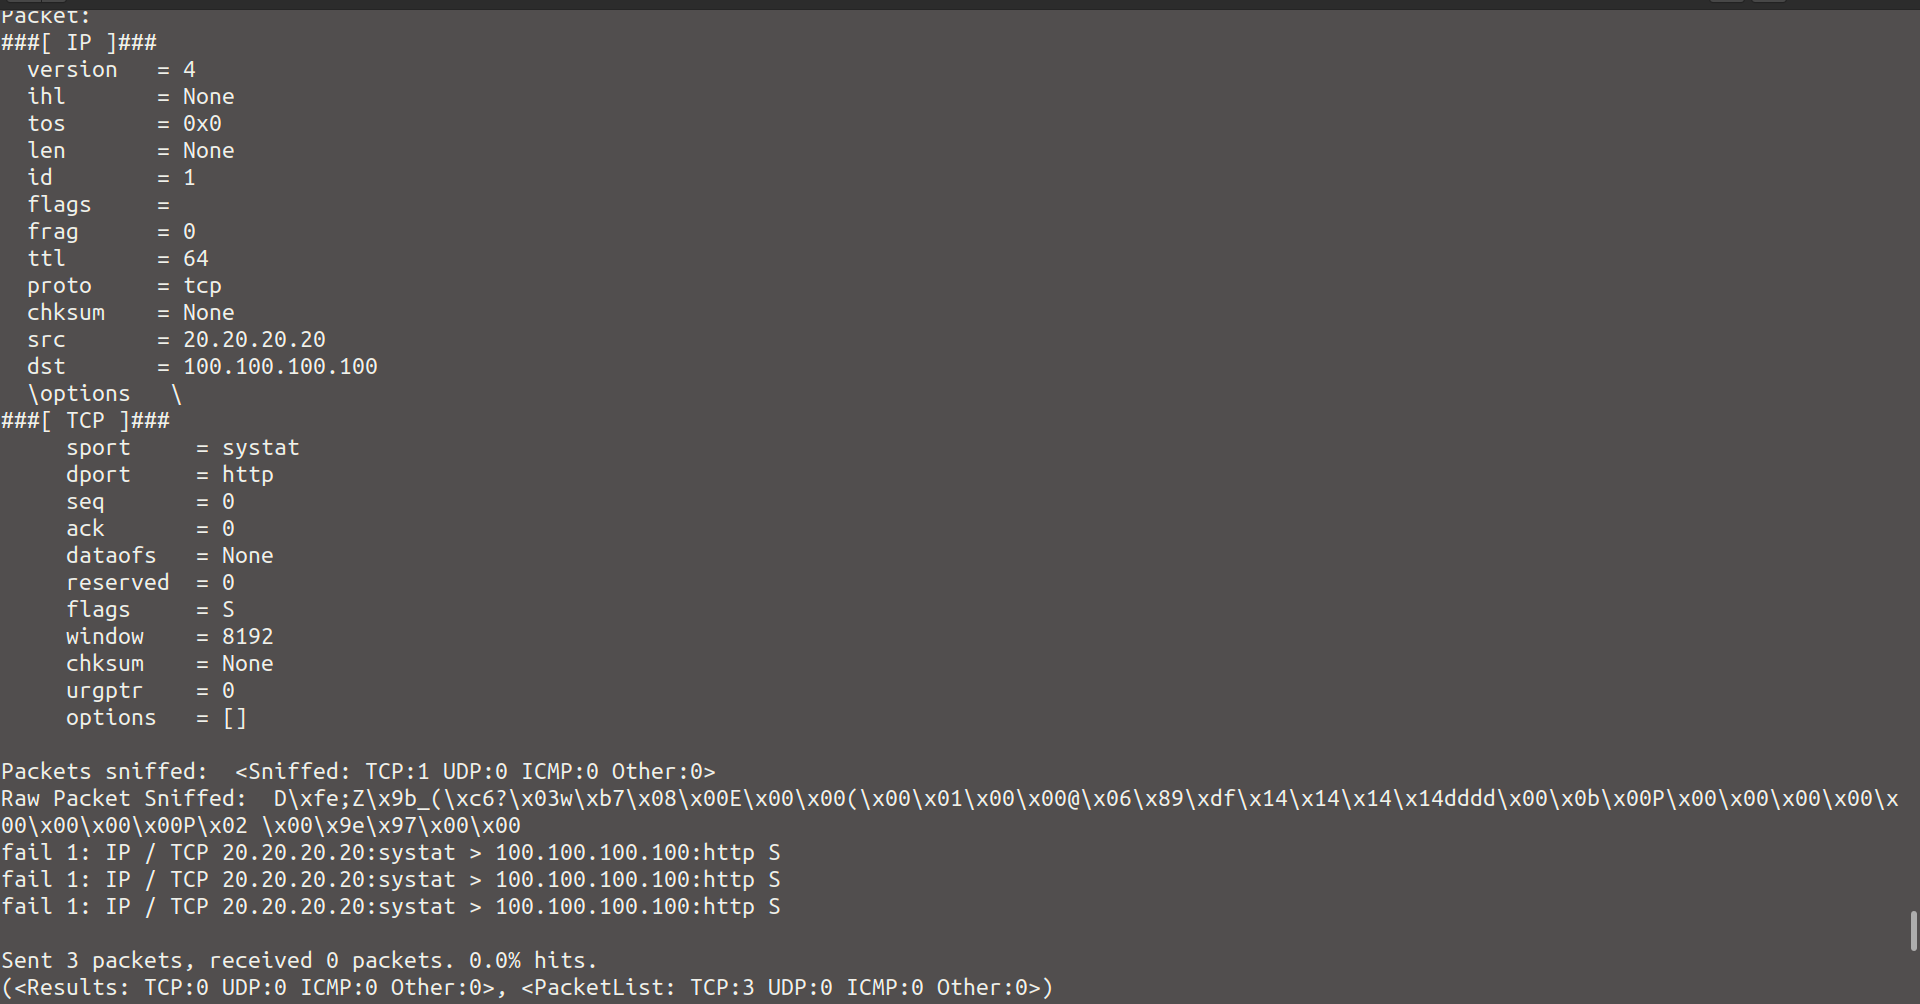 Packet:
###[ IP ]###
  version   = 4
  ihl       = None
  tos       = 0x0
  len       = None
  id        = 1
  flags     =
  frag      = 0
  ttl       = 64
  proto     = tcp
  chksum    = None
  src       = 20.20.20.20
  dst       = 100.100.100.100
  \options   \
###[ TCP ]###
     sport     = systat
     dport     = http
     seq       = 0
     ack       = 0
     dataofs   = None
     reserved  = 0
     flags     = S
     window    = 8192
     chksum    = None
     urgptr    = 0
     options   = []
Packets sniffed:  <Sniffed: TCP:1 UDP:0 ICMP:0 Other:0>
Raw Packet Sniffed:  D\xfe;Z\x9b_(\xc6?\x03w\xb7\x08\x00E\x00\x00(\x00\x01\x00\x00@\x06\x89\xdf\x14\x14\x14\x14dddd\x00\x0b\x00P\x00\x00\x00\x00\x
00\x00\x00\x00P\x02 \x00\x9e\x97\x00\x00
fail 1: IP / TCP 20.20.20.20:systat > 100.100.100.100:http S
fail 1: IP / TCP 20.20.20.20:systat > 100.100.100.100:http S
fail 1: IP / TCP 20.20.20.20:systat > 100.100.100.100:http S
Sent 3 packets, received 0 packets. 0.0% hits.
(<Results: TCP:0 UDP:0 ICMP:0 Other:0>, <PacketList: TCP:3 UDP:0 ICMP:0 Other:0>)